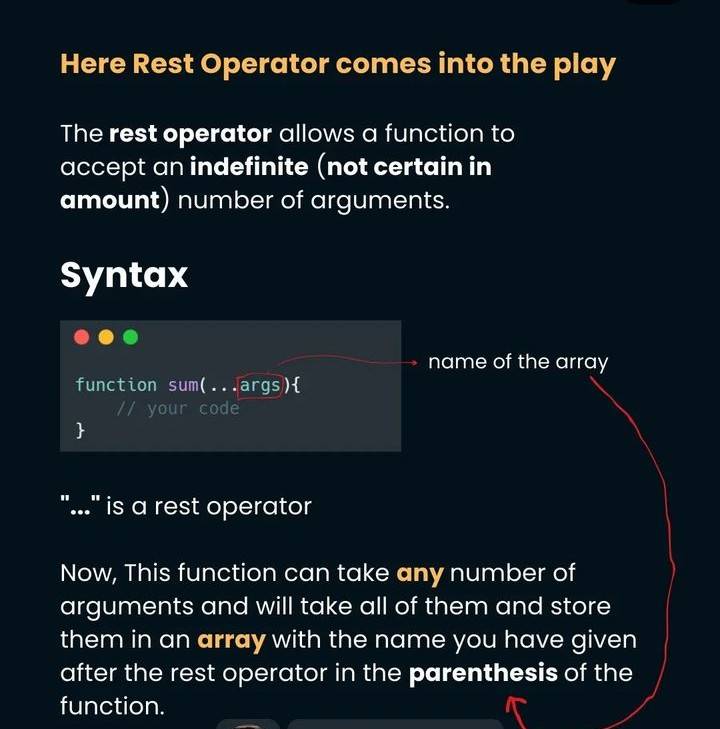 Here Rest Operator comes into the play
The rest operator allows a function to
accept an indefinite (not certain in
amount) number of arguments.
Syntax
name of the array
function sum(...args){
// your code
}
"..." is a rest operator
Now, This function can take any number of
arguments and will take all of them and store
them in an array with the name you have given
after the rest operator in the parenthesis of the
function.